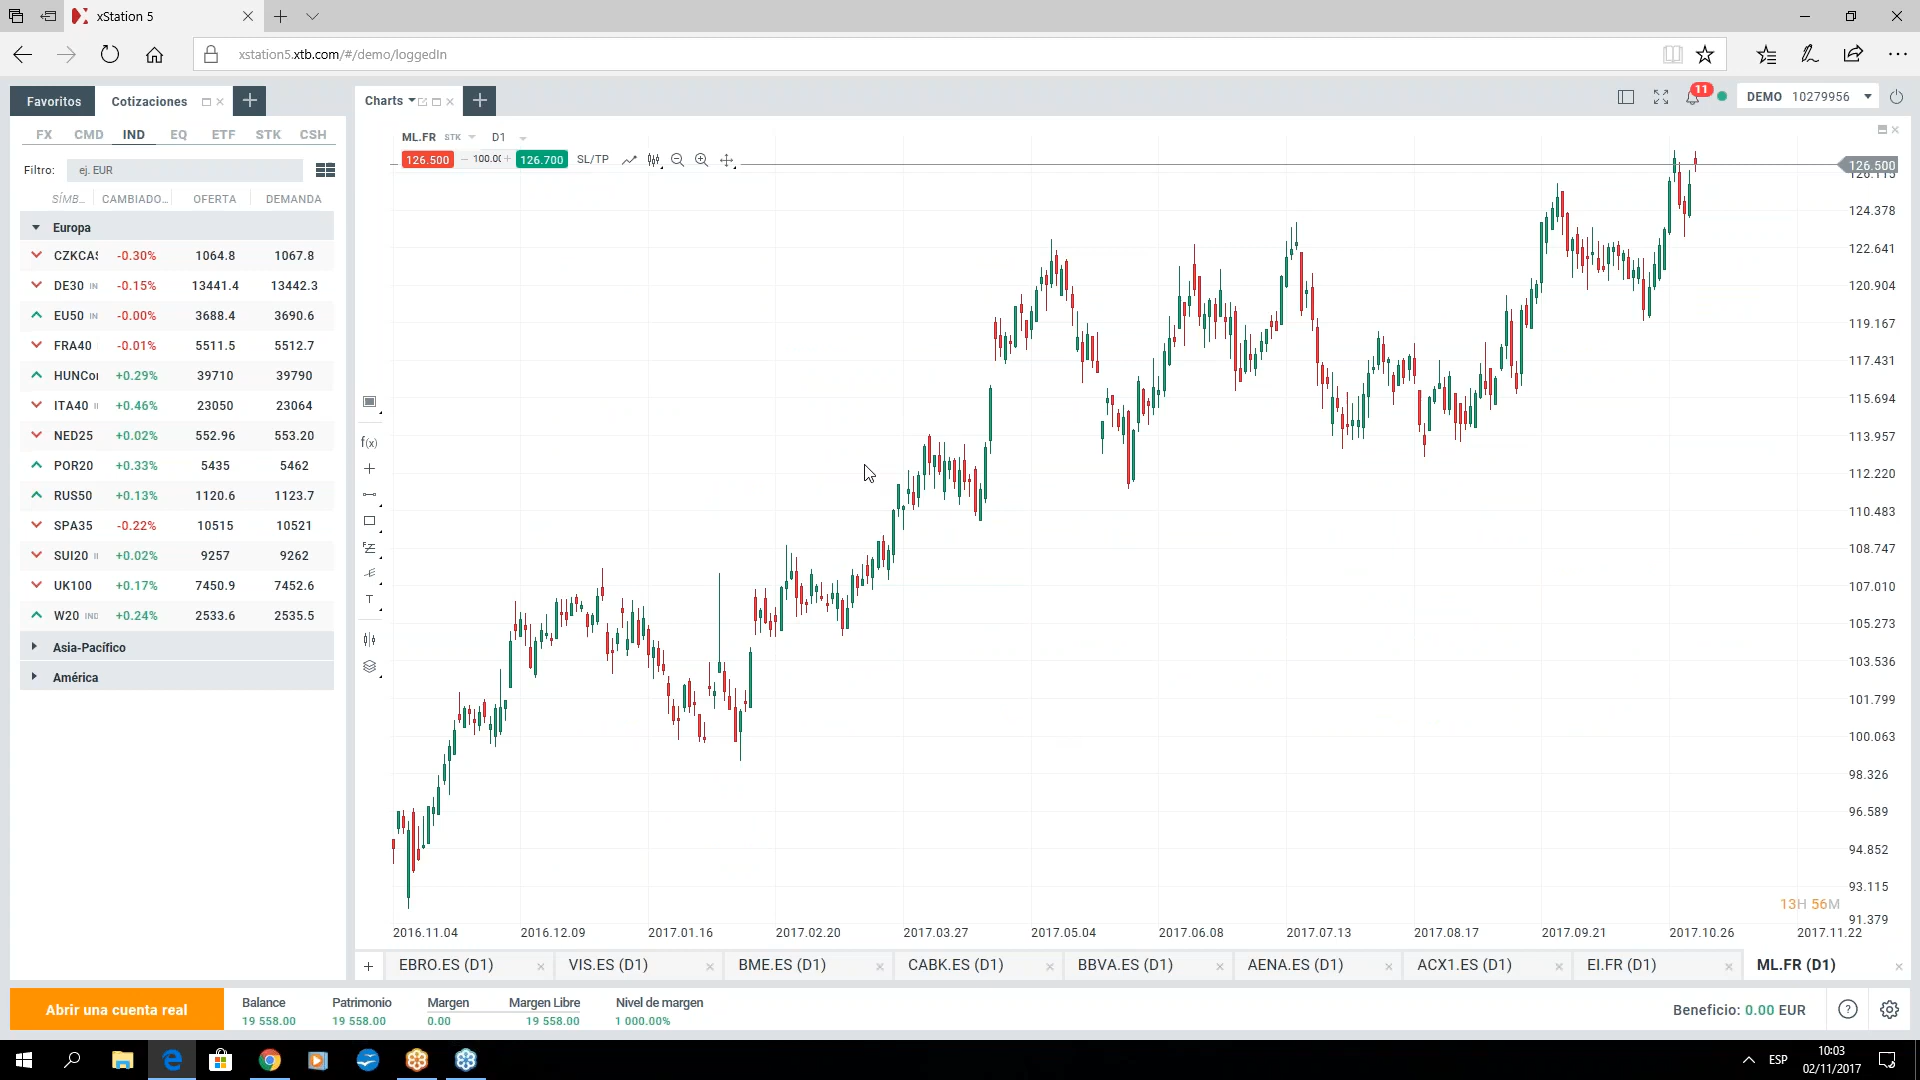 xStation 5
xstation5.xtb.com/#/demo/loggedIn
Favoritos
Cotizaciones
Charts
11
DEMO 10279956
FX CMD IND EQ ETF STK CSH
Filtro: ej. EUR
SÍMB... CAMBIADO... OFERTA DEMANDA
Europa
CZKCAS -0.30% 1064.8 1067.8
DE30 IN -0.15% 13441.4 13442.3
EU50 IN -0.00% 3688.4 3690.6
FRA40 -0.01% 5511.5 5512.7
HUNCo +0.29% 39710 39790
ITA40 +0.46% 23050 23064
NED25 +0.02% 552.96 553.20
POR20 +0.33% 5435 5462
RUS50 +0.13% 1120.6 1123.7
SPA35 -0.22% 10515 10521
SUI20 +0.02% 9257 9262
UK100 +0.17% 7450.9 7452.6
W20 IND +0.24% 2533.6 2535.5
Asia-Pacífico
América
ML.FR STK D1
126.500 − 100.00 + 126.700 SL/TP
f(x)
T
126.500
126.115
124.378
122.641
120.904
119.167
117.431
115.694
113.957
112.220
110.483
108.747
107.010
105.273
103.536
101.799
100.063
98.326
96.589
94.852
93.115
91.379
13H 56M
2016.11.04 2016.12.09 2017.01.16 2017.02.20 2017.03.27 2017.05.04 2017.06.08 2017.07.13 2017.08.17 2017.09.21 2017.10.26 2017.11.22
EBRO.ES (D1) VIS.ES (D1) BME.ES (D1) CABK.ES (D1) BBVA.ES (D1) AENA.ES (D1) ACX1.ES (D1) EI.FR (D1) ML.FR (D1)
Abrir una cuenta real
Balance Patrimonio Margen Margen Libre Nivel de margen
19 558.00 19 558.00 0.00 19 558.00 1 000.00%
Beneficio: 0.00 EUR
?
ESP
10:03
02/11/2017